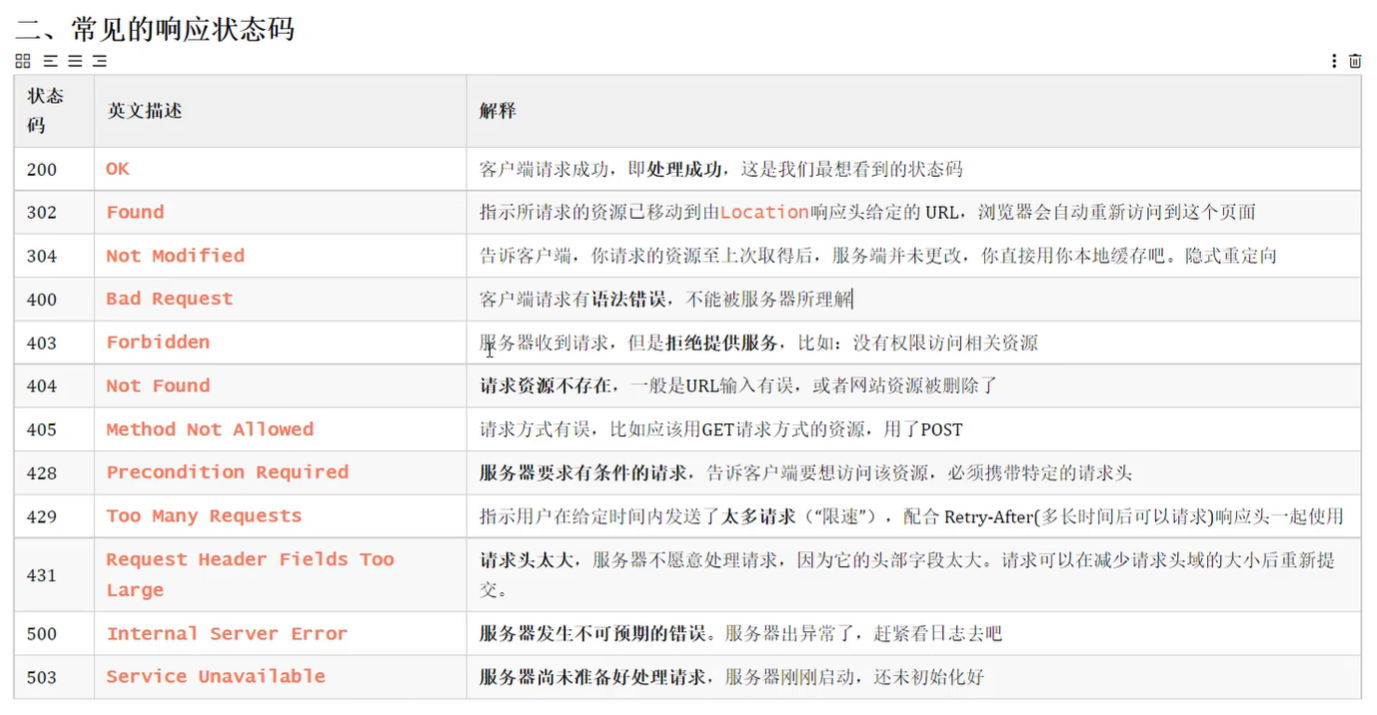 二、常见的响应状态码
状态
码
英文描述
解释
200
OK
客户端请求成功，即处理成功，这是我们最想看到的状态码
302
Found
指示所请求的资源已移动到由Location响应头给定的 URL，浏览器会自动重新访问到这个页面
304
Not Modified
告诉客户端，你请求的资源至上次取得后，服务端并未更改，你直接用你本地缓存吧。隐式重定向
400
Bad Request
客户端请求有语法错误，不能被服务器所理解
403
Forbidden
服务器收到请求，但是拒绝提供服务，比如：没有权限访问相关资源
404
Not Found
请求资源不存在，一般是URL输入有误，或者网站资源被删除了
405
Method Not Allowed
请求方式有误，比如应该用GET请求方式的资源，用了POST
428
Precondition Required
服务器要求有条件的请求，告诉客户端要想访问该资源，必须携带特定的请求头
429
Too Many Requests
指示用户在给定时间内发送了太多请求（“限速”），配合 Retry-After(多长时间后可以请求)响应头一起使用
431
Request Header Fields Too
Large
请求头太大，服务器不愿意处理请求，因为它的头部字段太大。请求可以在减少请求头域的大小后重新提
交。
500
Internal Server Error
服务器发生不可预期的错误。服务器出异常了，赶紧看日志去吧
503
Service Unavailable
服务器尚未准备好处理请求，服务器刚刚启动，还未初始化好